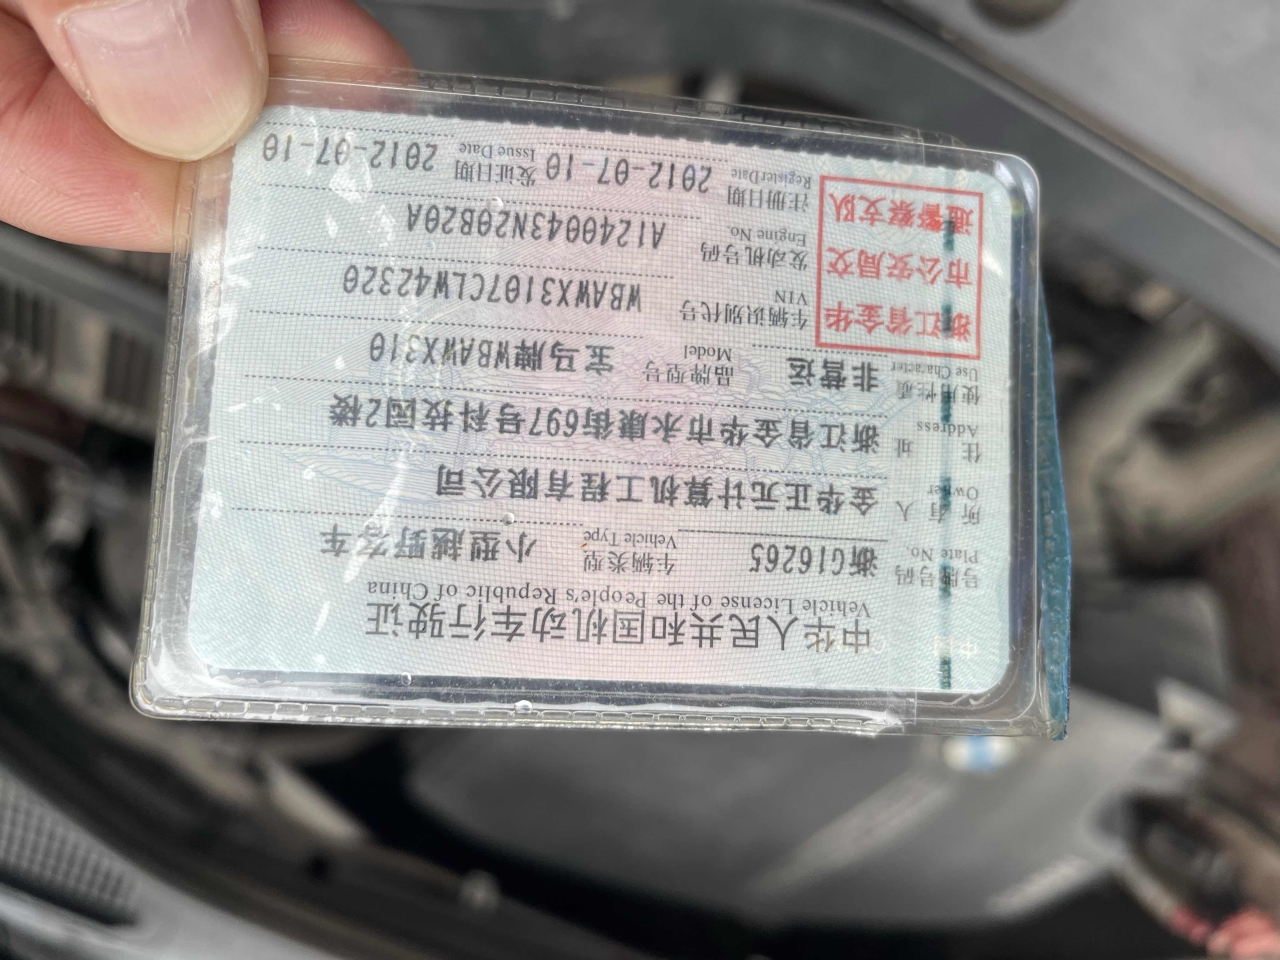 中华人民共和国机动车行驶证
Vehicle License of the People's Republic of China
号牌号码 浙G16265 车辆类型 小型越野客车
Plate No. Vehicle Type
所有人 金华正元计算机工程有限公司
Owner
住址 浙江省金华市永康街697号科技园2楼
Address
使用性质 非营运 品牌型号 宝马牌WBAWX310
Use Character Model
浙江省金华
市公安局交
通警察支队
车辆识别代号 WBAWX3107CLW42320
VIN
发动机号码 A1240043N20B20A
Engine No.
注册日期 2012-07-10 发证日期 2012-07-10
Register Date Issue Date